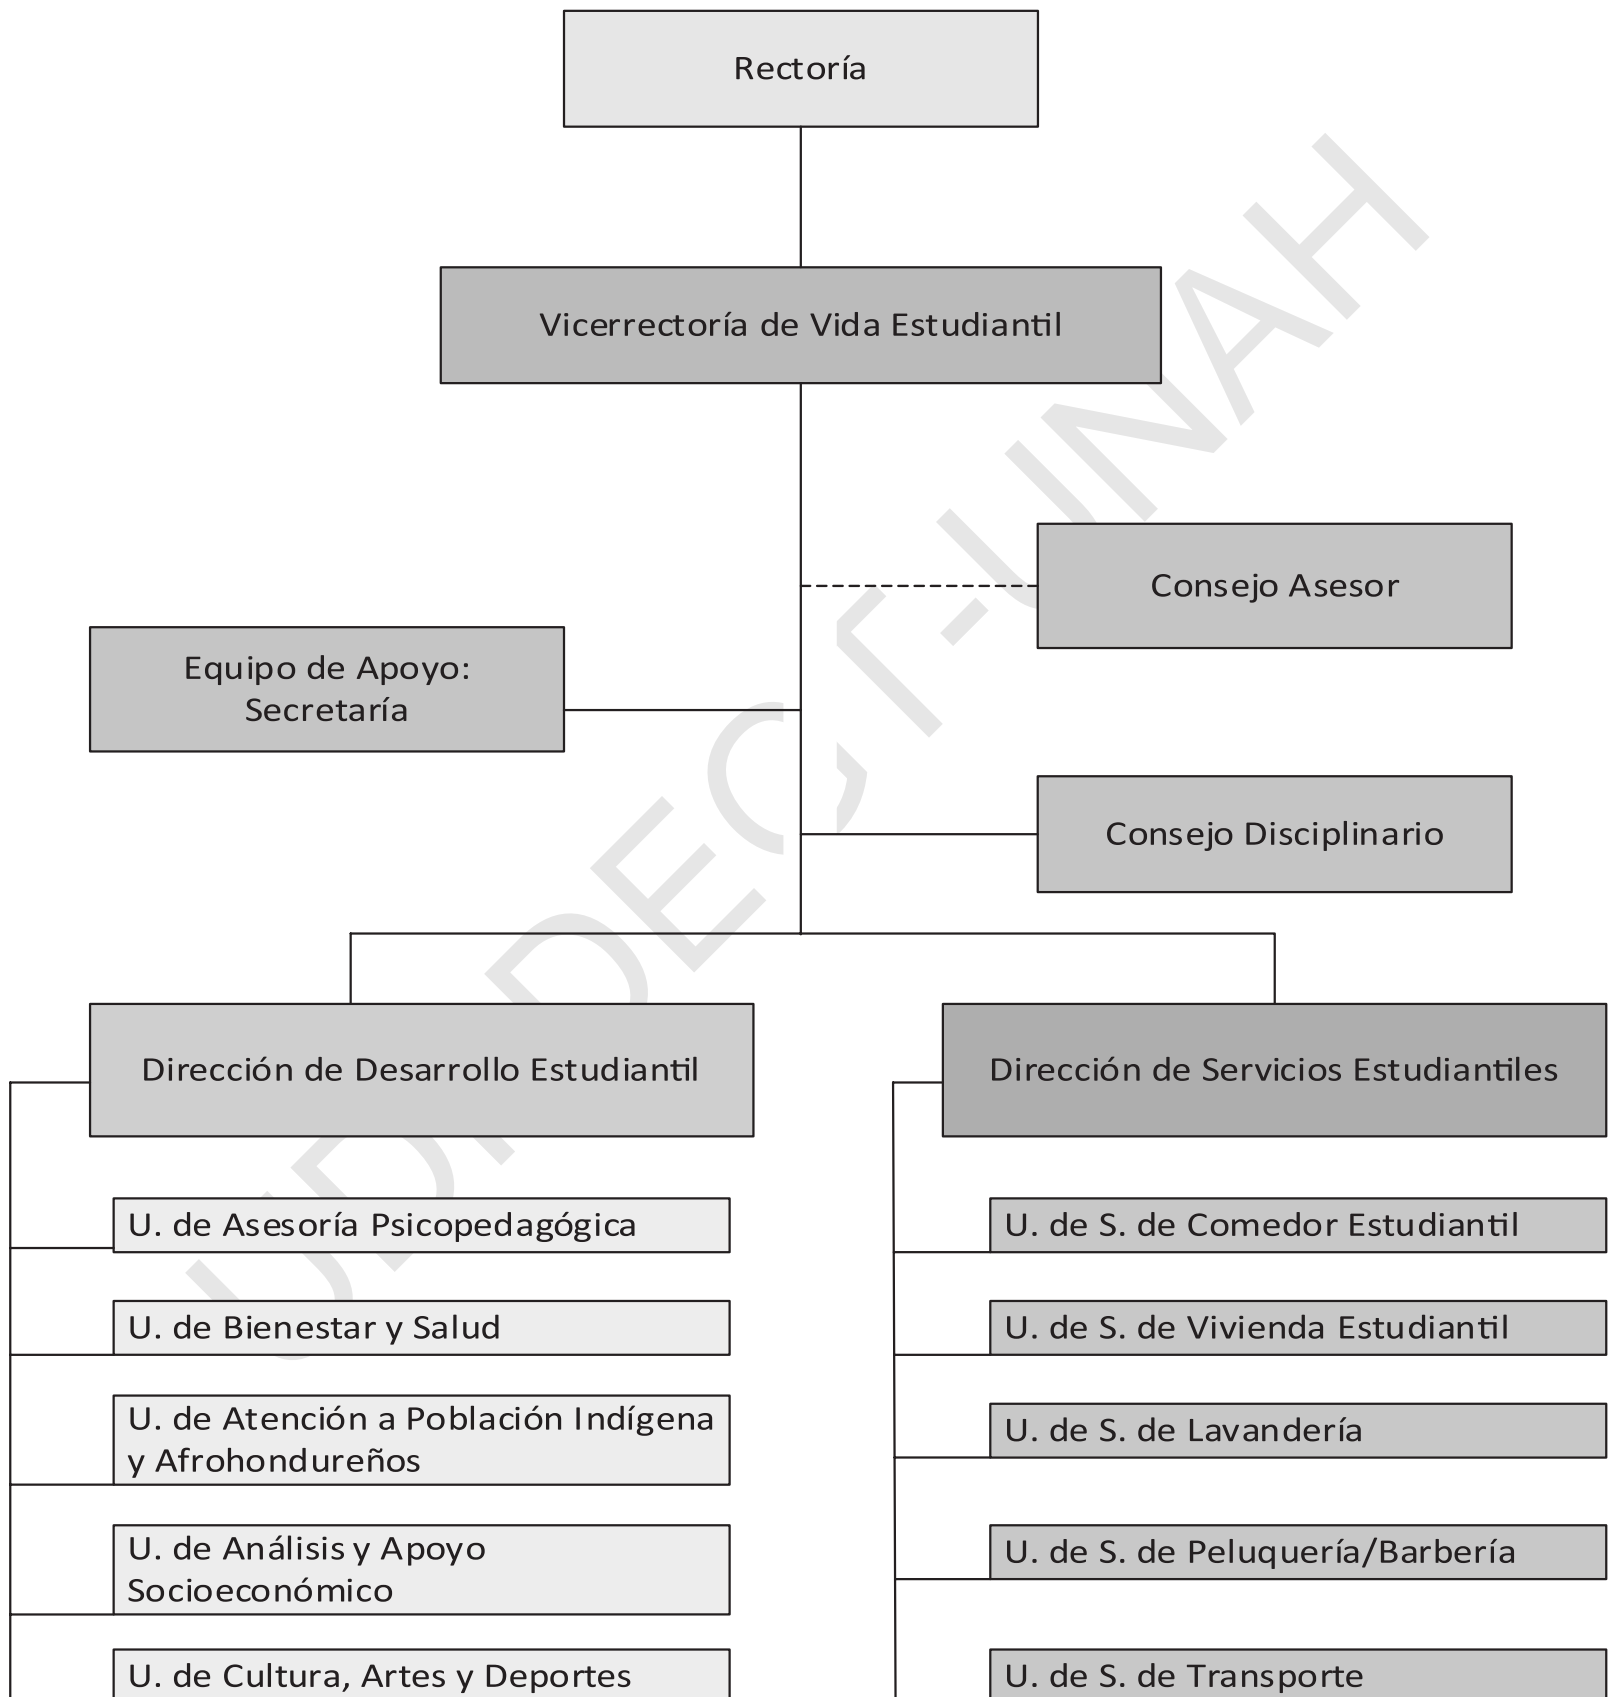 Rectoría
Vicerrectoría de Vida Estudiantil
Consejo Asesor
Equipo de Apoyo:
Secretaría
Consejo Disciplinario
Dirección de Desarrollo Estudiantil
U. de Asesoría Psicopedagógica
U. de Bienestar y Salud
U. de Atención a Población Indígena
y Afrohondureños
U. de Análisis y Apoyo
Socioeconómico
U. de Cultura, Artes y Deportes
Dirección de Servicios Estudiantiles
U. de S. de Comedor Estudiantil
U. de S. de Vivienda Estudiantil
U. de S. de Lavandería
U. de S. de Peluquería/Barbería
U. de S. de Transporte